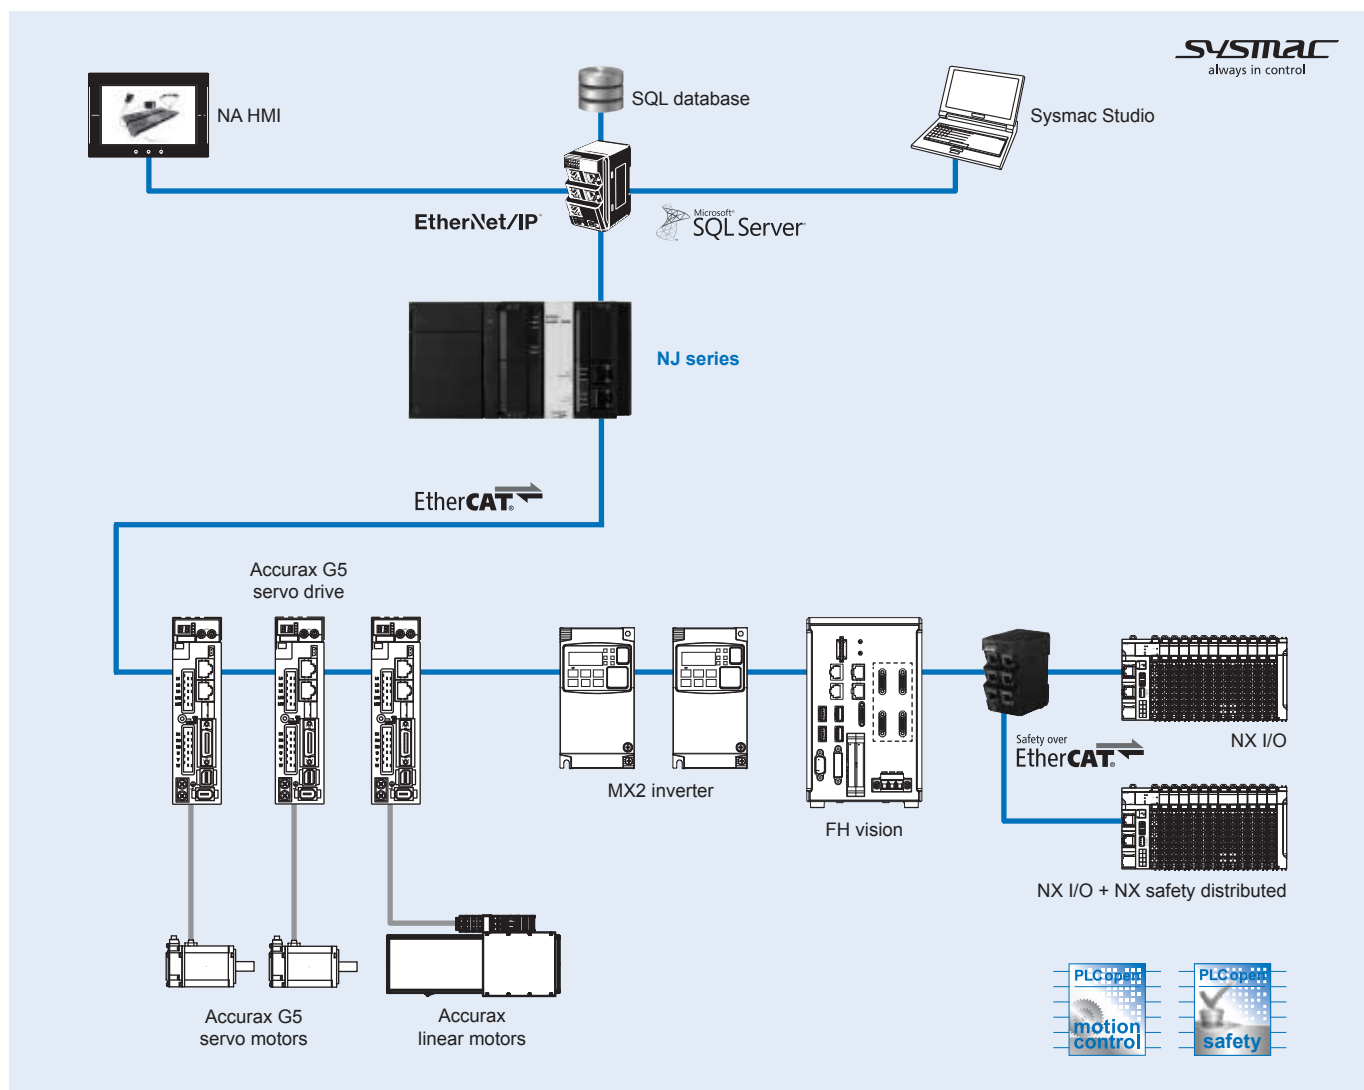 sysmac
always in control
NA HMI
SQL database
Sysmac Studio
EtherNet/IP™
Microsoft®
SQL Server®
NJ series
EtherCAT®
Accurax G5
servo drive
MX2 inverter
FH vision
Safety over
EtherCAT®
NX I/O
NX I/O + NX safety distributed
Accurax G5
servo motors
Accurax
linear motors
PLCopen
motion
control
PLCopen
safety